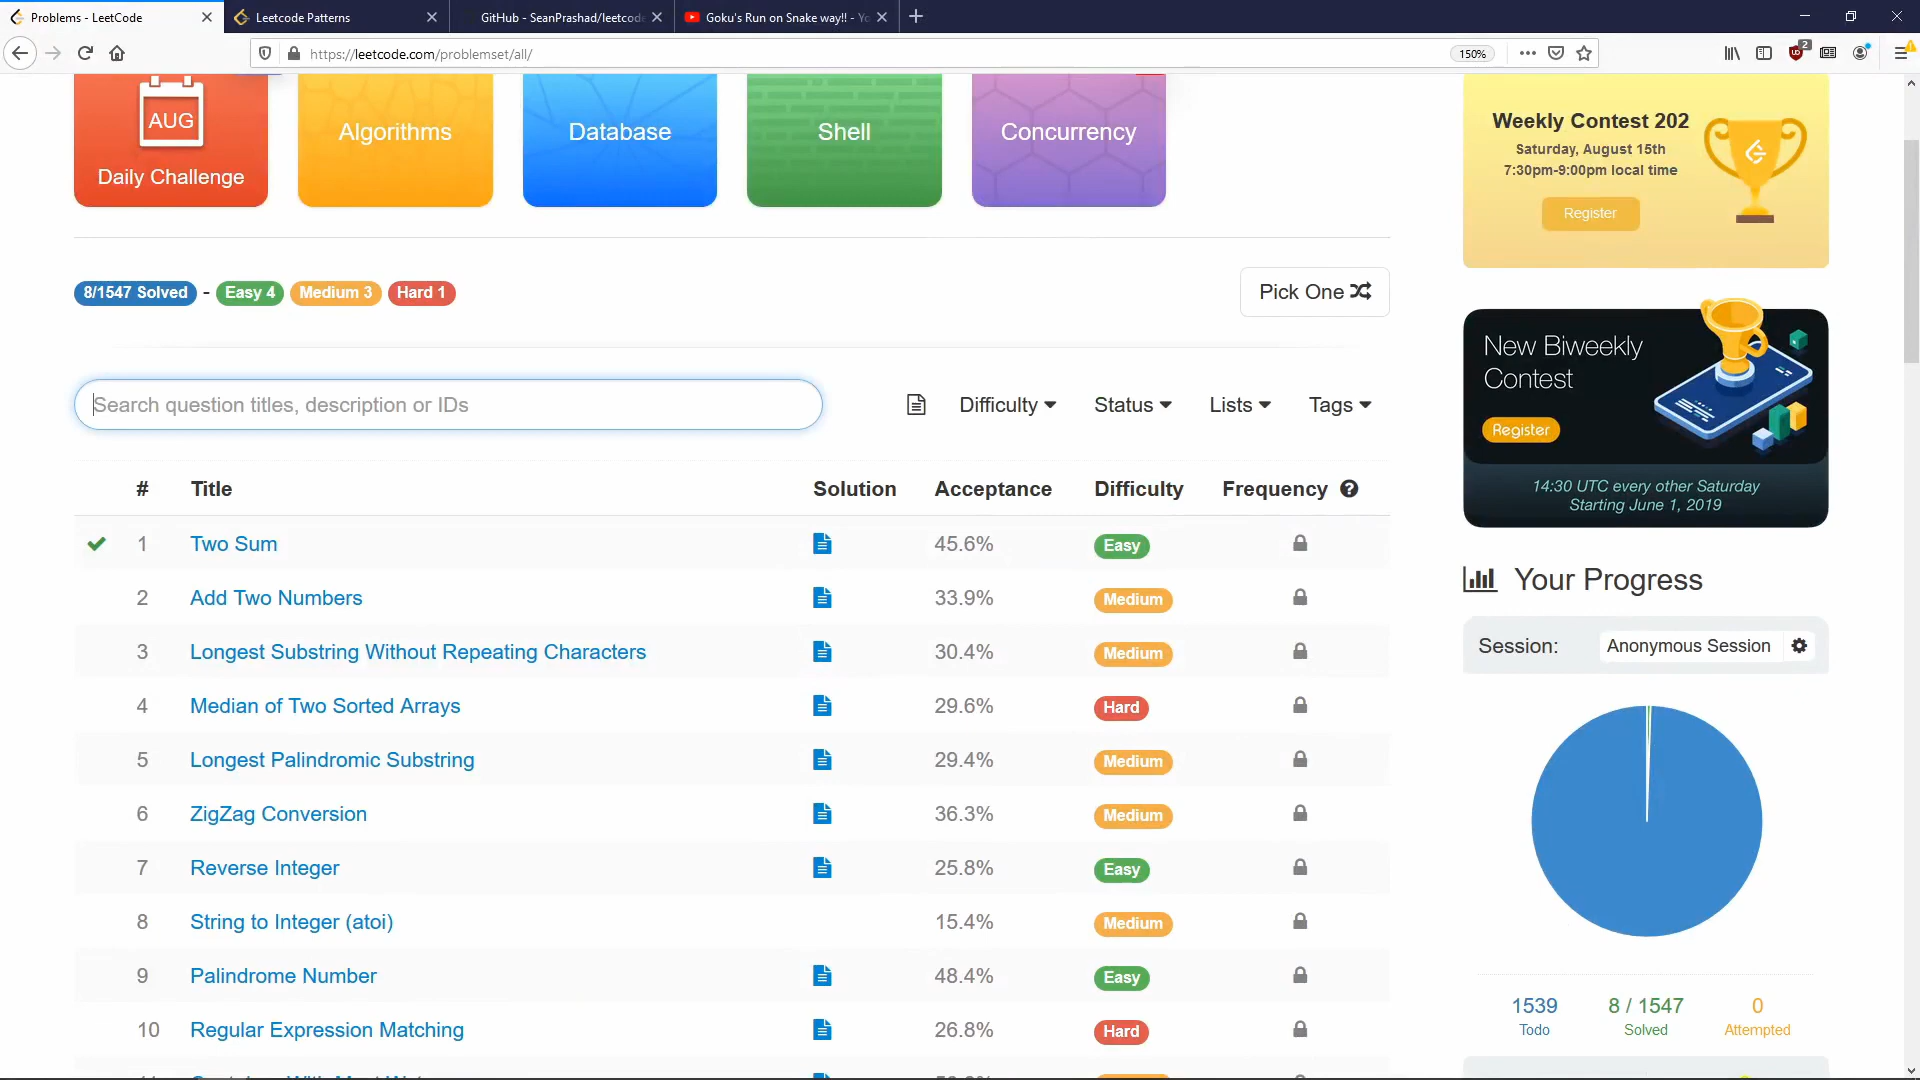 Problems - LeetCode
Leetcode Patterns
GitHub - SeanPrashad/leetcode
Goku's Run on Snake way!! - Yo
https://leetcode.com/problemset/all/
150%
2
AUG
Daily Challenge
Algorithms
Database
Shell
Concurrency
Weekly Contest 202
Saturday, August 15th
7:30pm-9:00pm local time
Register
8/1547 Solved - Easy 4 Medium 3 Hard 1
Pick One
New Biweekly
Contest
Register
14:30 UTC every other Saturday
Starting June 1, 2019
Search question titles, description or IDs
Difficulty Status Lists Tags
# Title Solution Acceptance Difficulty Frequency ?
1 Two Sum 45.6% Easy
2 Add Two Numbers 33.9% Medium
3 Longest Substring Without Repeating Characters 30.4% Medium
4 Median of Two Sorted Arrays 29.6% Hard
5 Longest Palindromic Substring 29.4% Medium
6 ZigZag Conversion 36.3% Medium
7 Reverse Integer 25.8% Easy
8 String to Integer (atoi) 15.4% Medium
9 Palindrome Number 48.4% Easy
10 Regular Expression Matching 26.8% Hard
Your Progress
Session: Anonymous Session
1539 8 / 1547 0
Todo Solved Attempted